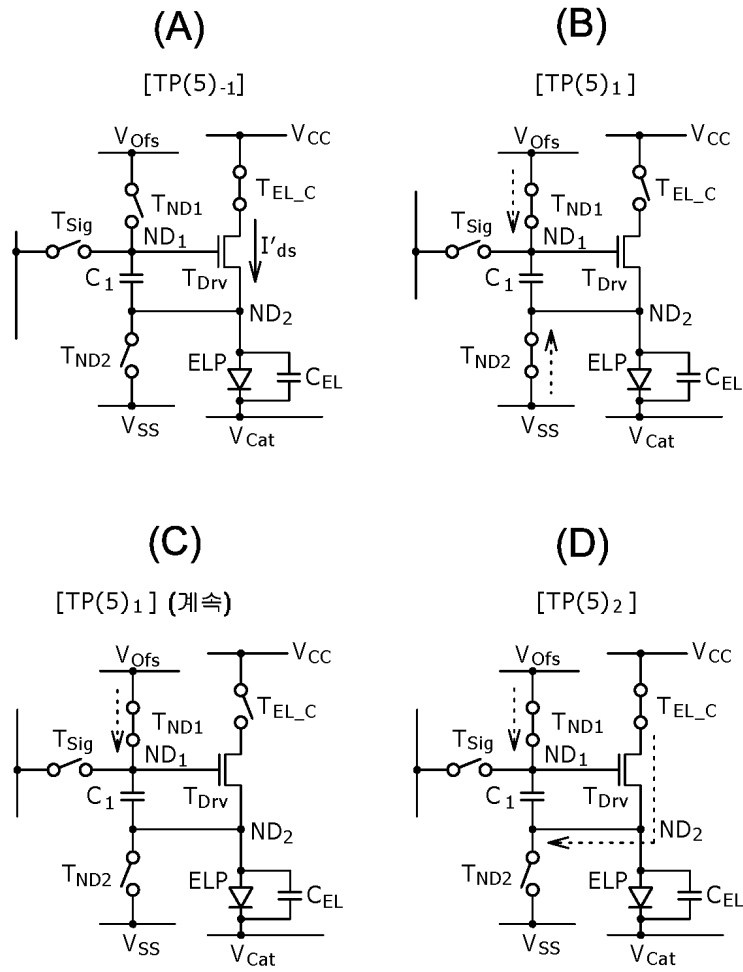 (A)
[TP(5)-1]
VOfs
VCC
TND1
TEL_C
TSig
ND1
I'ds
C1
TDrv
ND2
TND2
ELP
CEL
VSS
VCat
(B)
[TP(5)1]
VOfs
VCC
TND1
TEL_C
TSig
ND1
C1
TDrv
ND2
TND2
ELP
CEL
VSS
VCat
(C)
[TP(5)1] (계속)
VOfs
VCC
TND1
TEL_C
TSig
ND1
C1
TDrv
ND2
TND2
ELP
CEL
VSS
VCat
(D)
[TP(5)2]
VOfs
VCC
TND1
TEL_C
TSig
ND1
C1
TDrv
ND2
TND2
ELP
CEL
VSS
VCat